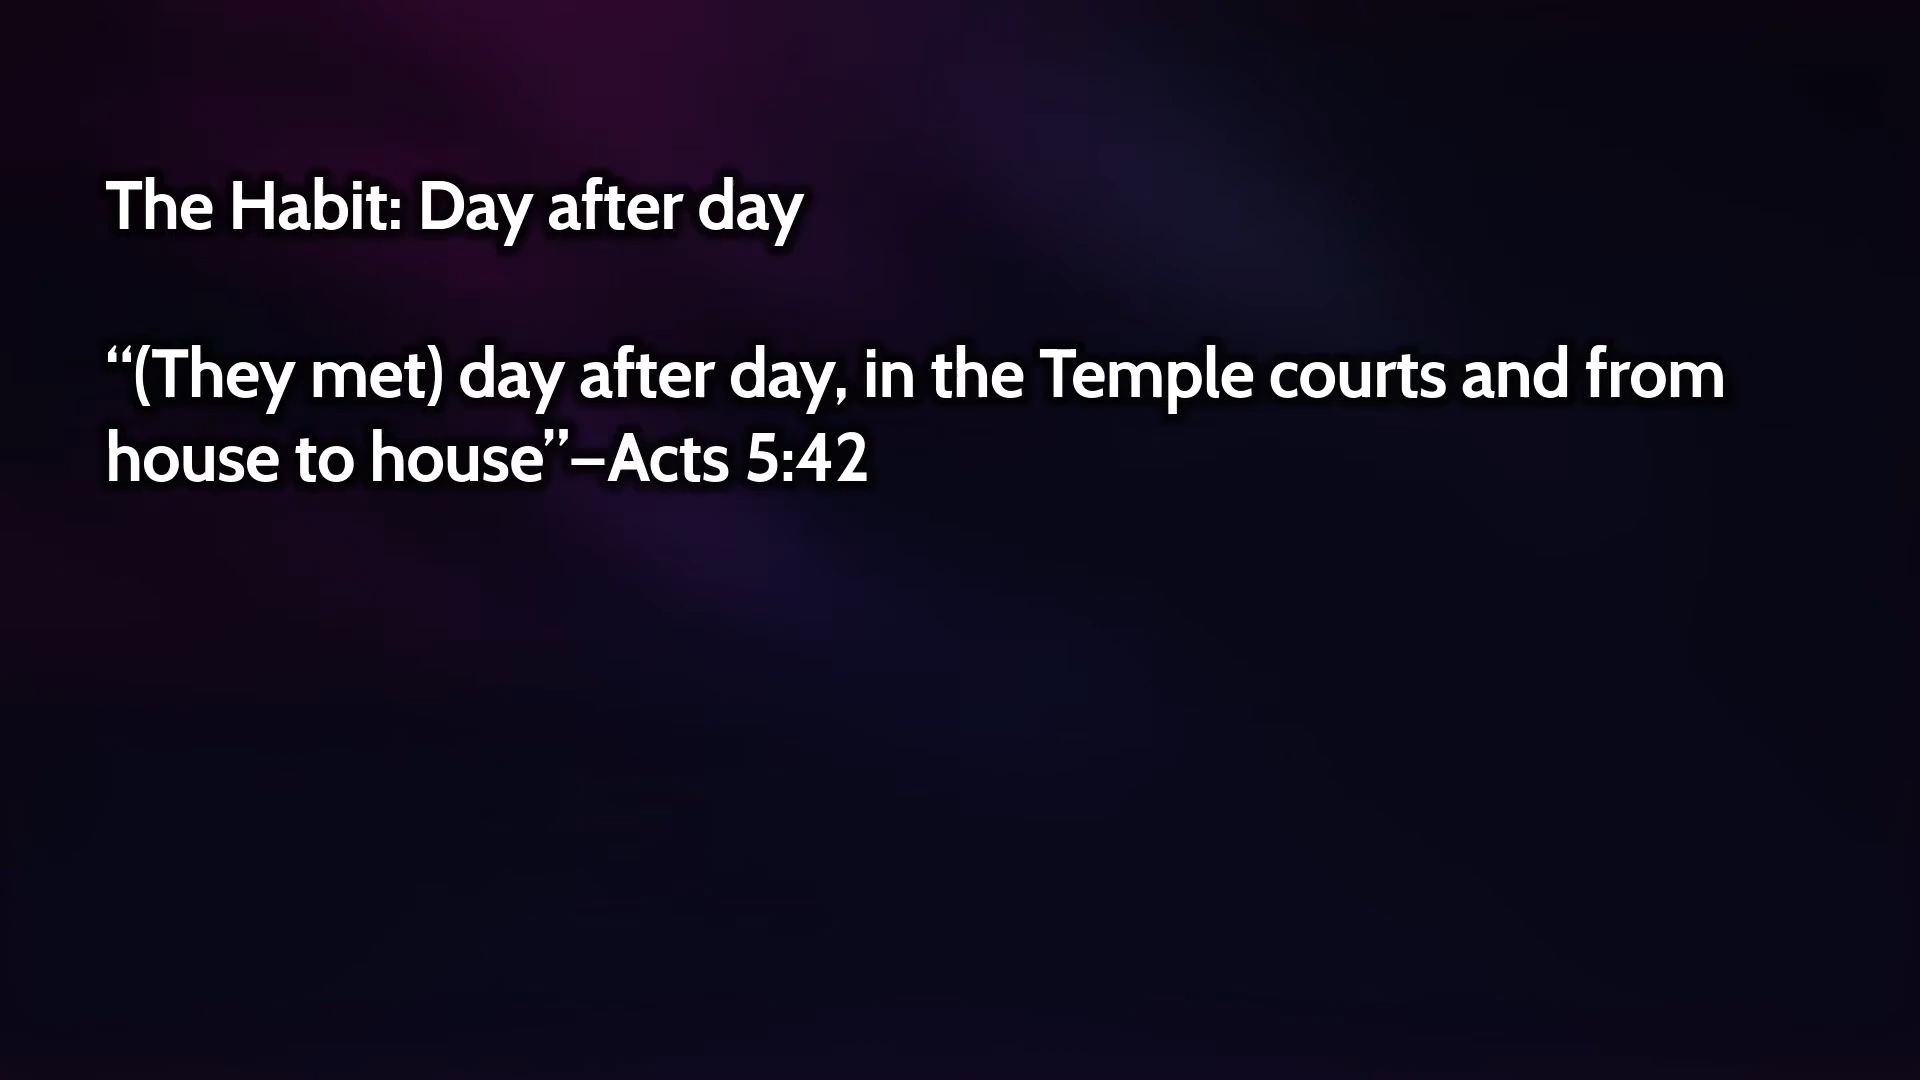 The Habit: Day after day
“(They met) day after day, in the Temple courts and from
house to house”–Acts 5:42